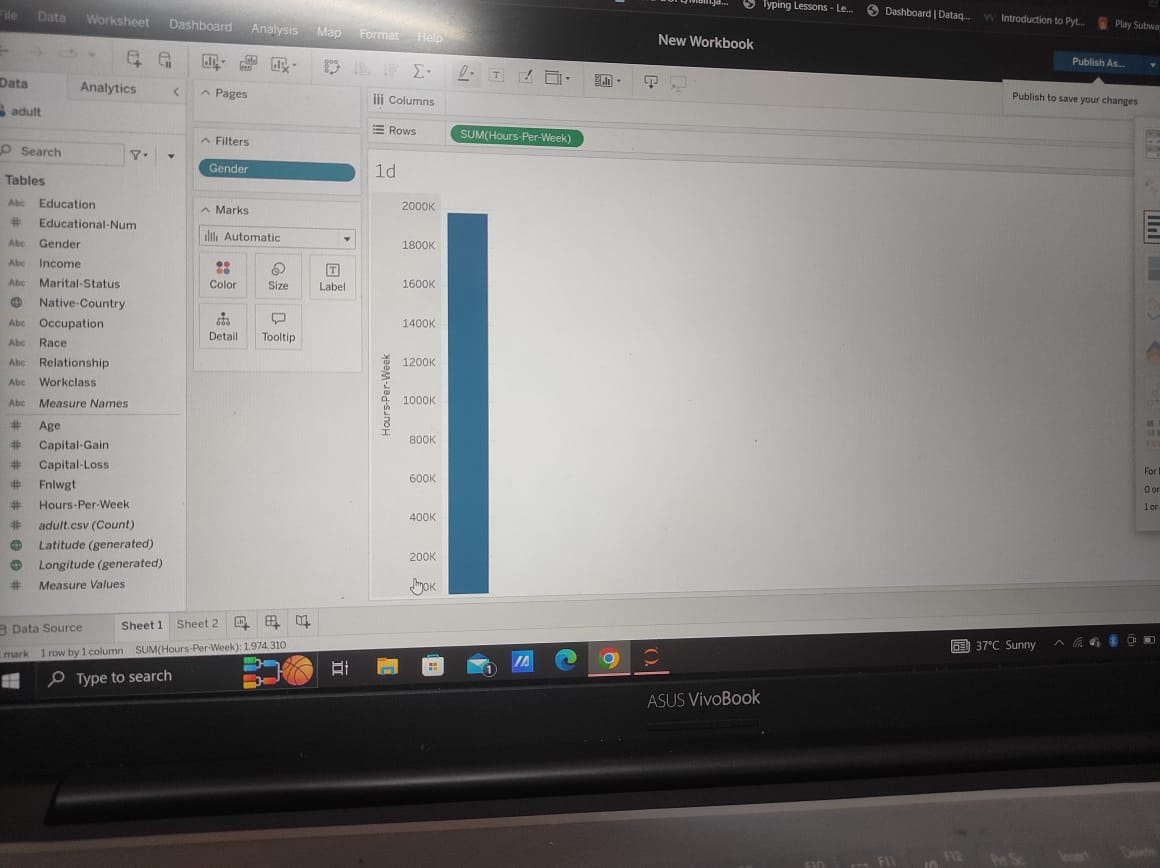 Typing Lessons - Le...
Dashboard | Dataq...
Introduction to Pyt...
Play Subwa
File Data Worksheet Dashboard Analysis Map Format Help
New Workbook
Publish As...
Publish to save your changes
Data
Analytics
adult
Search
Tables
Abc Education
# Educational-Num
Abc Gender
Abc Income
Abc Marital-Status
Native-Country
Abc Occupation
Abc Race
Abc Relationship
Abc Workclass
Abc Measure Names
# Age
# Capital-Gain
# Capital-Loss
# Fnlwgt
# Hours-Per-Week
# adult.csv (Count)
Latitude (generated)
Longitude (generated)
# Measure Values
Pages
Filters
Gender
Marks
Automatic
Color Size Label
Detail Tooltip
Columns
Rows SUM(Hours-Per-Week)
1d
Hours-Per-Week
2000K
1800K
1600K
1400K
1200K
1000K
800K
600K
400K
200K
0K
For
0 or
1 or
Data Source Sheet 1 Sheet 2
mark 1 row by 1 column SUM(Hours-Per-Week): 1,974,310
Type to search
1
37°C Sunny
ASUS VivoBook
F10 F11 F12 Prt Sc Insert Delete